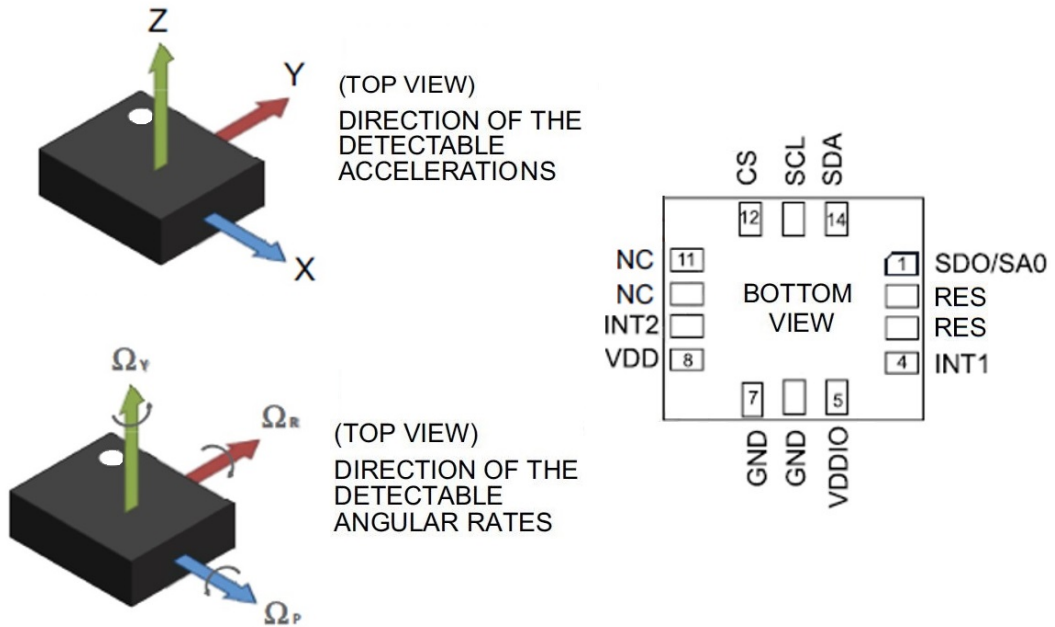 Z
Y
(TOP VIEW)
DIRECTION OF THE
DETECTABLE
ACCELERATIONS
X
ΩY
ΩR
(TOP VIEW)
DIRECTION OF THE
DETECTABLE
ANGULAR RATES
ΩP
CS
SCL
SDA
12
14
NC
11
1
SDO/SA0
NC
BOTTOM
RES
INT2
VIEW
RES
VDD
8
4
INT1
7
5
GND
GND
VDDIO